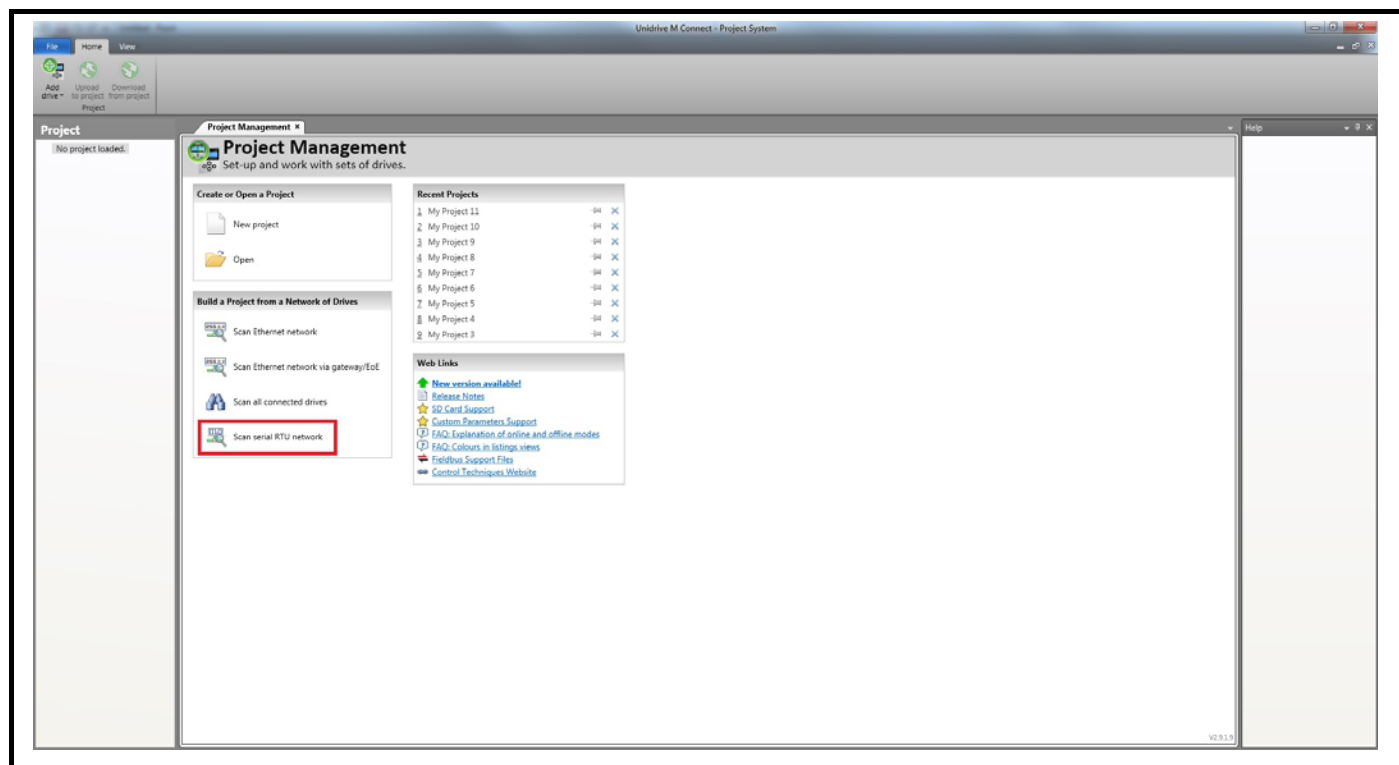 Unidrive M Connect - Project System
File Home View
Add drive Upload to project Download from project
Project
Project
No project loaded.
Project Management
Project Management
Set-up and work with sets of drives.
Create or Open a Project
New project
Open
Build a Project from a Network of Drives
Scan Ethernet network
Scan Ethernet network via gateway/EoE
Scan all connected drives
Scan serial RTU network
Recent Projects
1 My Project 11
2 My Project 10
3 My Project 9
4 My Project 8
5 My Project 7
6 My Project 6
7 My Project 5
8 My Project 4
9 My Project 3
Web Links
New version available!
Release Notes
SD Card Support
Custom Parameters Support
FAQ: Explanation of online and offline modes
FAQ: Colours in listings views
Fieldbus Support Files
Control Techniques Website
Help
V2.9.1.9